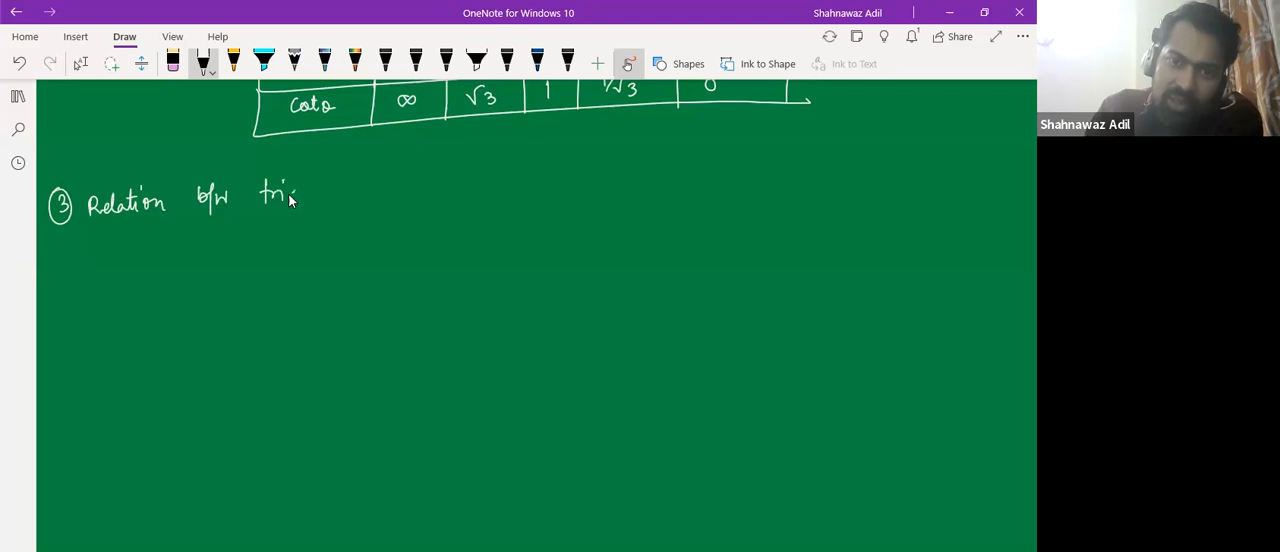 OneNote for Windows 10
Shahnawaz Adil
Home Insert Draw View Help
Share
Shapes Ink to Shape Ink to Text
Shahnawaz Adil
Cotθ ∞ √3 1 1/√3 0
③ Relation b/w tri